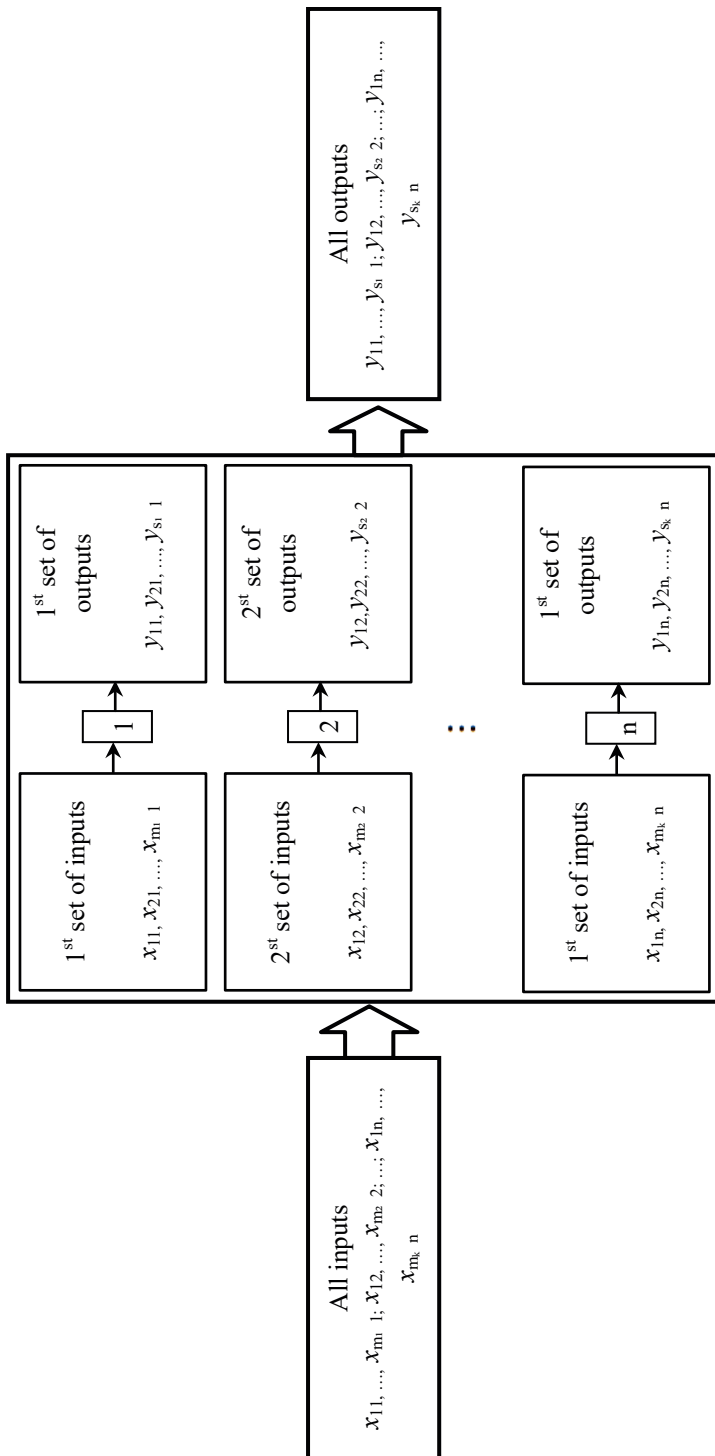 All inputs
x11, ..., xm₁ 1; x12, ..., xm₂ 2; ...; x1n, ...,
xmₖ n
1st set of inputs
x11, x21, ..., xm₁ 1
1
1st set of
outputs
y11, y21, ..., ys₁ 1
2st set of inputs
x12, x22, ..., xm₂ 2
2
2st set of
outputs
y12, y22, ..., ys₂ 2
...
1st set of inputs
x1n, x2n, ..., xmₖ n
n
1st set of
outputs
y1n, y2n, ..., ysₖ n
All outputs
y11, ..., ys₁ 1; y12, ..., ys₂ 2; ...; y1n, ...,
ysₖ n